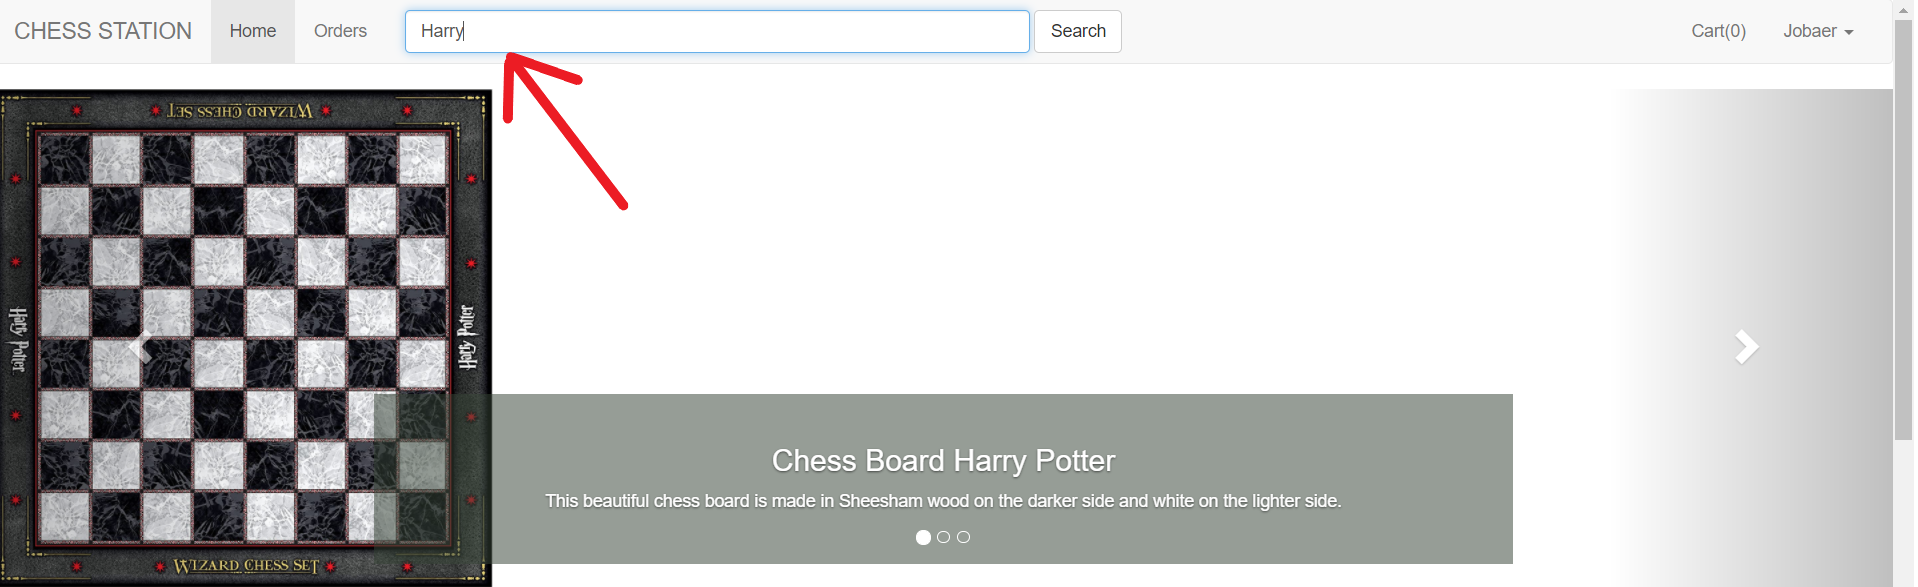 CHESS STATION Home Orders Harry Search Cart(0) Jobaer
WIZARD CHESS SET
Harry Potter
Harry Potter
Chess Board Harry Potter
This beautiful chess board is made in Sheesham wood on the darker side and white on the lighter side.
WIZARD CHESS SET